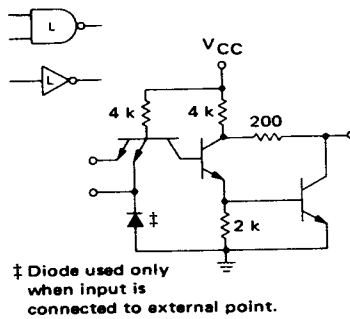 L
L
VCC
4 k
4 k
200
‡
2 k
‡ Diode used only
when input is
connected to external point.